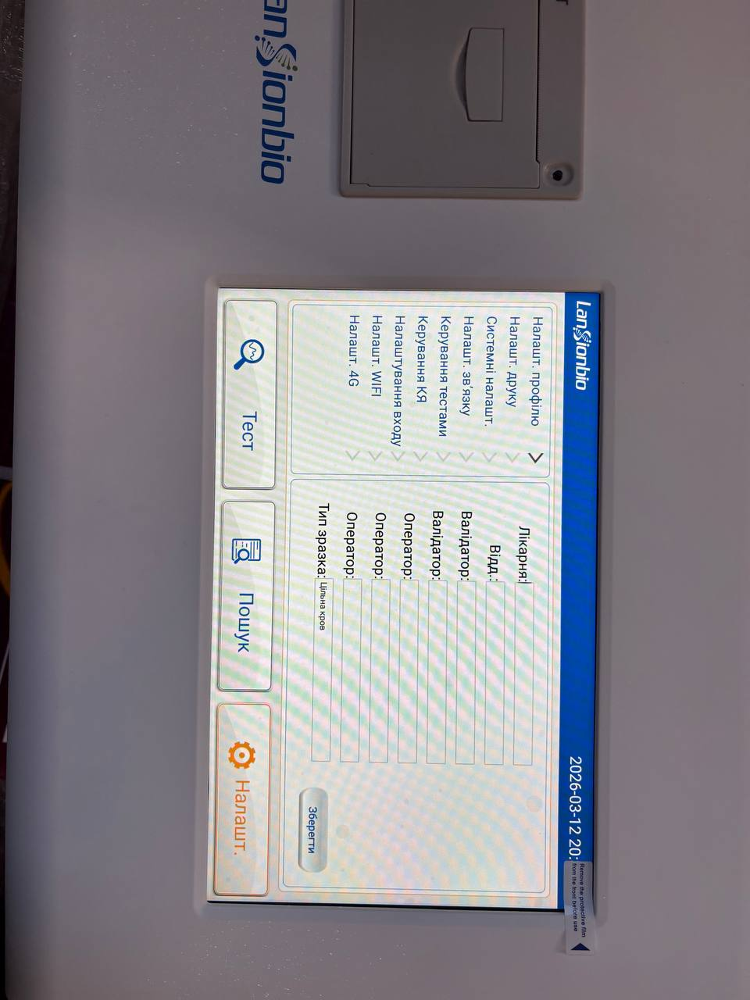 Lansionbio
Lansionbio
2026-03-12 20:
Remove the protective film
from the front before use
Налашт. профілю
Налашт. друку
Системні налашт.
Налашт. зв'язку
Керування тестами
Керування КЯ
Налаштування входу
Налашт. WIFI
Налашт. 4G
Лікарня:
Відд.:
Валідатор:
Валідатор:
Оператор:
Оператор:
Оператор:
Тип зразка: Цільна кров
Зберегти
Тест
Пошук
Налашт.